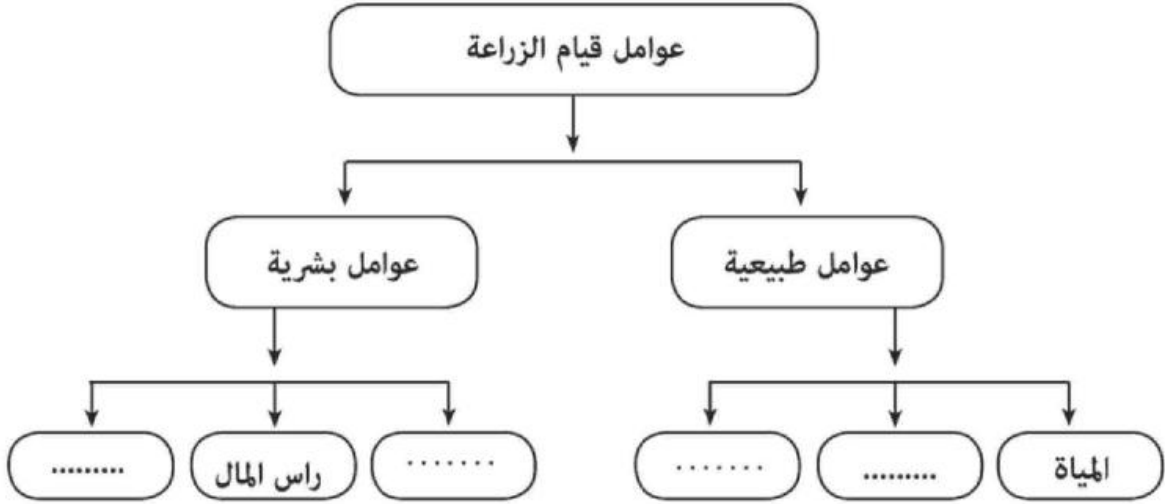 عوامل قيام الزراعة
عوامل طبيعية
عوامل بشرية
المياة
.........
.......
.......
راس المال
.........